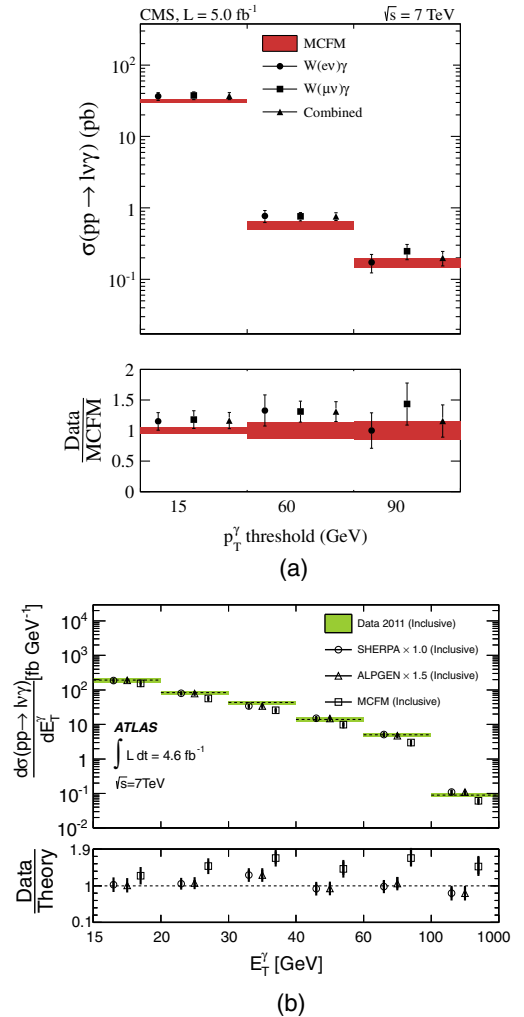 CMS, L = 5.0 fb⁻¹ √s = 7 TeV
MCFM
W(eν)γ
W(μν)γ
Combined
σ(pp → lνγ) (pb)
10²
10
1
10⁻¹
Data
MCFM
2
1.5
1
0.5
0
15 60 90
p_T^γ threshold (GeV)
(a)
dσ(pp→ lνγ)
dE_T^γ
[fb GeV⁻¹]
10⁴
10³
10²
10
1
10⁻¹
10⁻²
Data 2011 (Inclusive)
SHERPA × 1.0 (Inclusive)
ALPGEN × 1.5 (Inclusive)
MCFM (Inclusive)
ATLAS
∫ L dt = 4.6 fb⁻¹
√s=7TeV
Data
Theory
1.9
1
0.1
15 20 30 40 60 100 1000
E_T^γ [GeV]
(b)